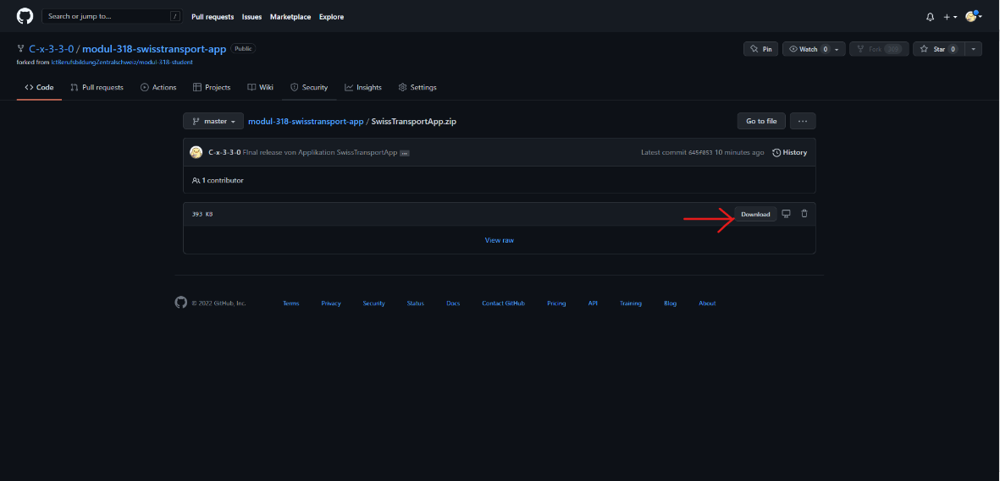 Search or jump to... /
Pull requests Issues Marketplace Explore
C-x-3-3-0 / modul-318-swisstransport-app Public
Pin Watch 0 Fork Star 0
forked from IctBerufsbildungZentralschweiz/modul-318-student
Code Pull requests Actions Projects Wiki Security Insights Settings
master modul-318-swisstransport-app / SwissTransportApp.zip Go to file ...
C-x-3-3-0 FInal release von Applikation SwissTransportApp ... Latest commit 645f853 10 minutes ago History
1 contributor
393 KB Download
View raw
© 2022 GitHub, Inc. Terms Privacy Security Status Docs Contact GitHub Pricing API Training Blog About